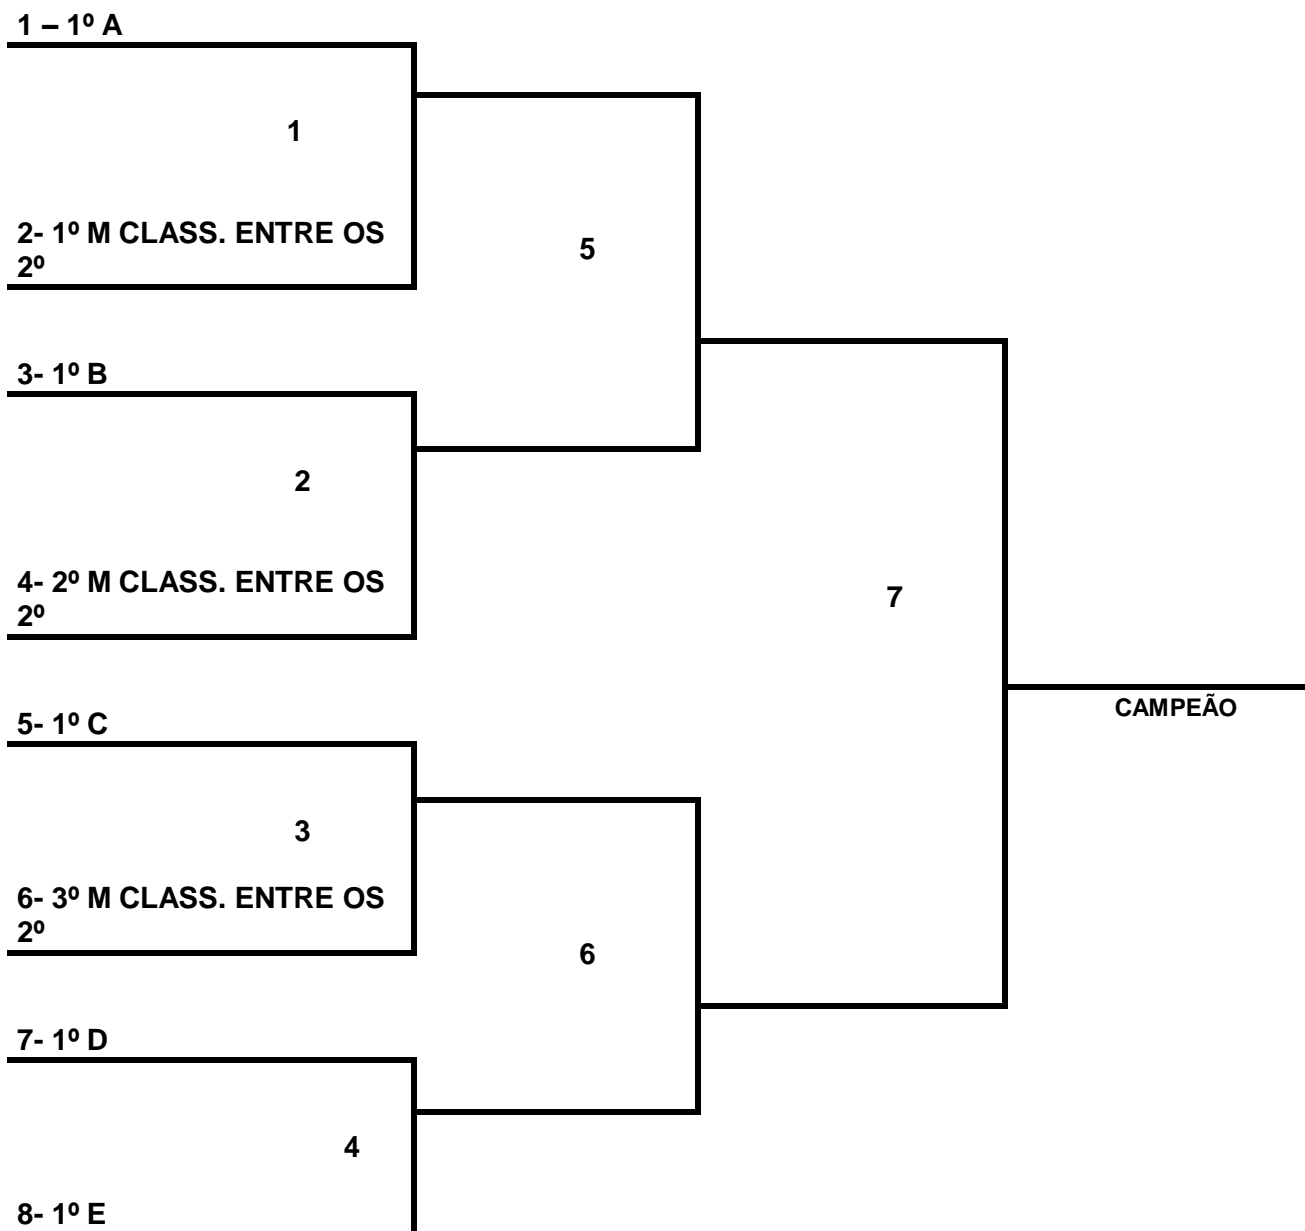 1 – 1º A
1
2- 1º M CLASS. ENTRE OS
2º
5
3- 1º B
2
4- 2º M CLASS. ENTRE OS
2º
7
CAMPEÃO
5- 1º C
3
6- 3º M CLASS. ENTRE OS
2º
6
7- 1º D
4
8- 1º E